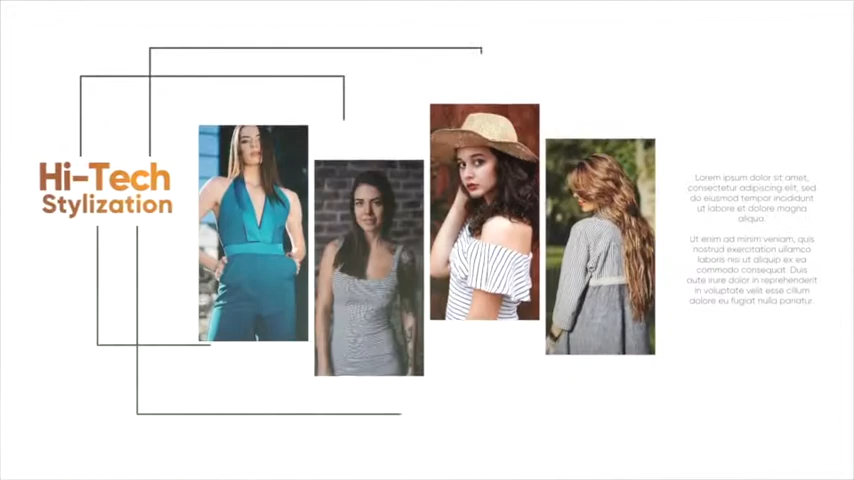 Hi-Tech
Stylization
Lorem ipsum dolor sit amet,
consectetur adipiscing elit, sed
do eiusmod tempor incididunt
ut labore et dolore magna
aliqua.
Ut enim ad minim veniam, quis
nostrud exercitation ullamco
laboris nisi ut aliquip ex ea
commodo consequat. Duis
aute irure dolor in reprehenderit
in voluptate velit esse cillum
dolore eu fugiat nulla pariatur.